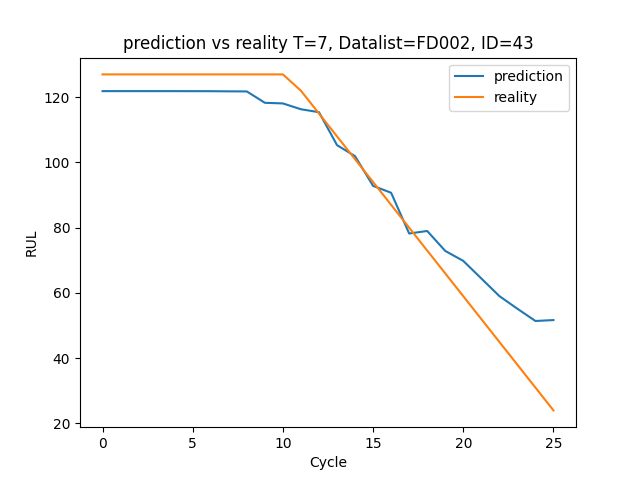 prediction vs reality T=7, Datalist=FD002, ID=43
prediction
reality
120
100
80
60
40
20
RUL
0 5 10 15 20 25
Cycle